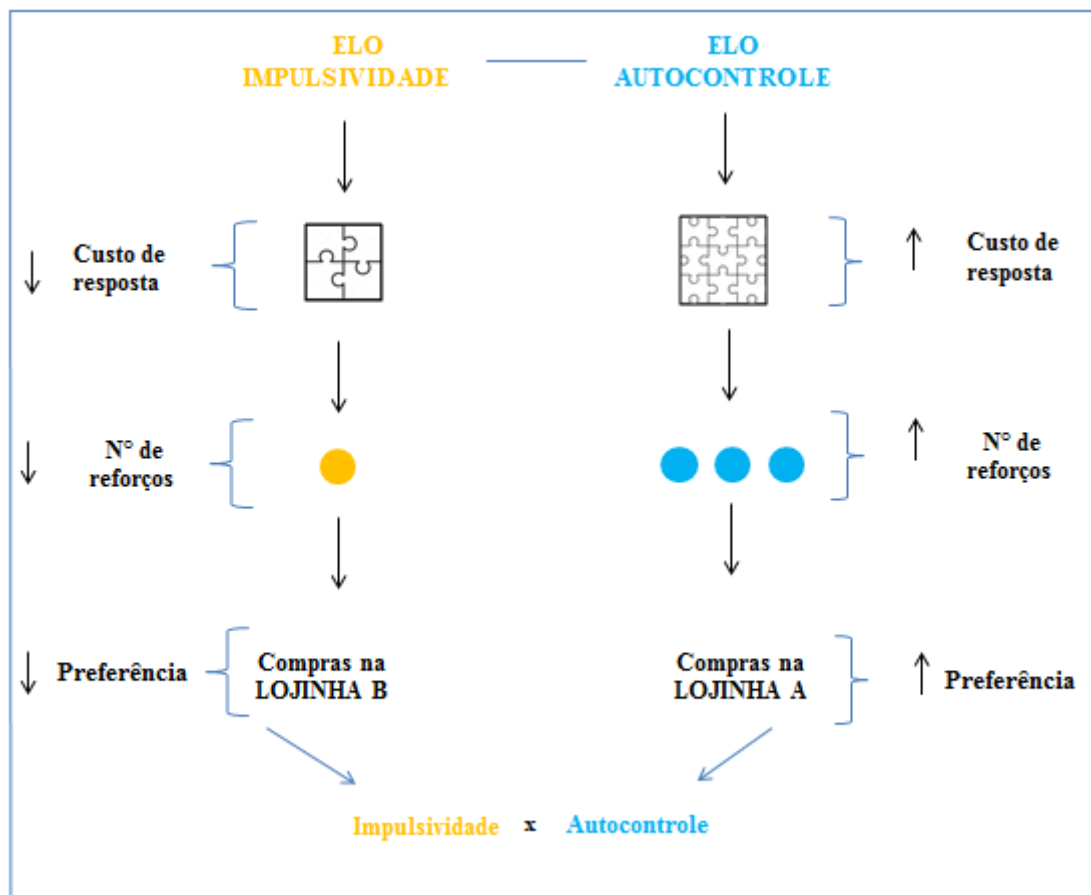 ELO
IMPULSIVIDADE
ELO
AUTOCONTROLE
Custo de
resposta
Custo de
resposta
N° de
reforços
N° de
reforços
Preferência
Compras na
LOJINHA B
Compras na
LOJINHA A
Preferência
Impulsividade x Autocontrole